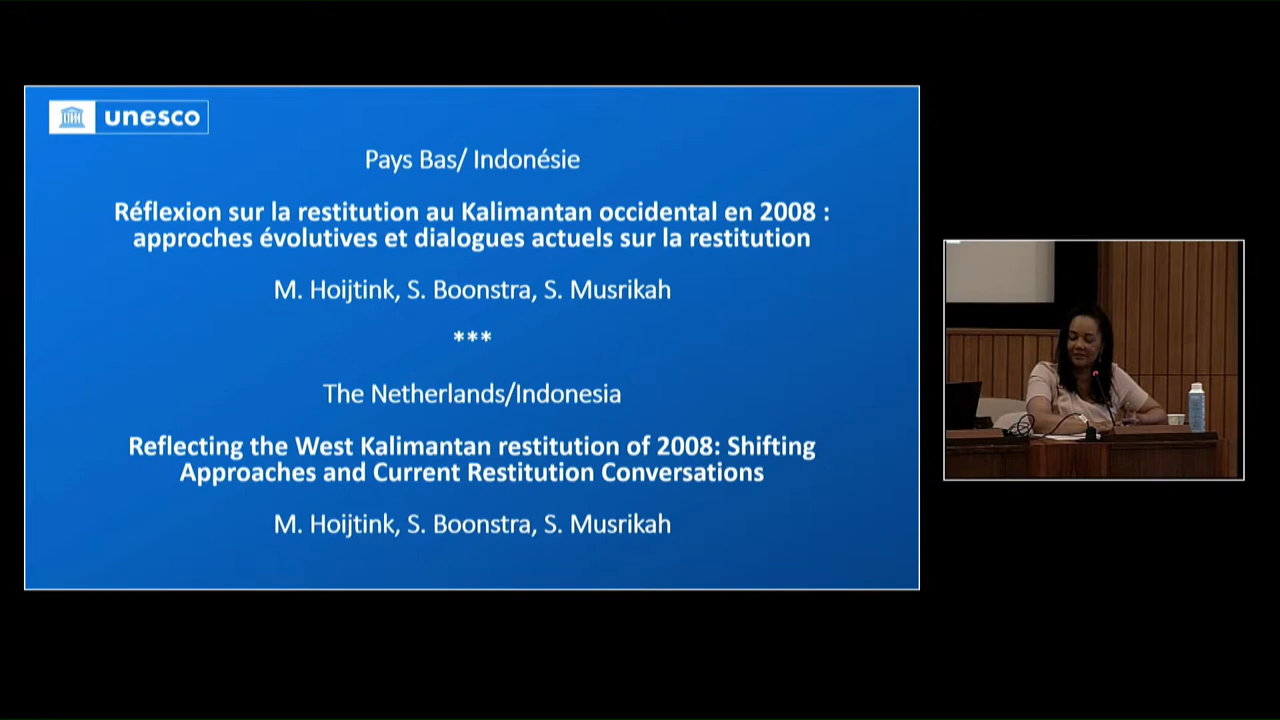 unesco
Pays Bas/ Indonésie
Réflexion sur la restitution au Kalimantan occidental en 2008 :
approches évolutives et dialogues actuels sur la restitution
M. Hoijtink, S. Boonstra, S. Musrikah
***
The Netherlands/Indonesia
Reflecting the West Kalimantan restitution of 2008: Shifting
Approaches and Current Restitution Conversations
M. Hoijtink, S. Boonstra, S. Musrikah